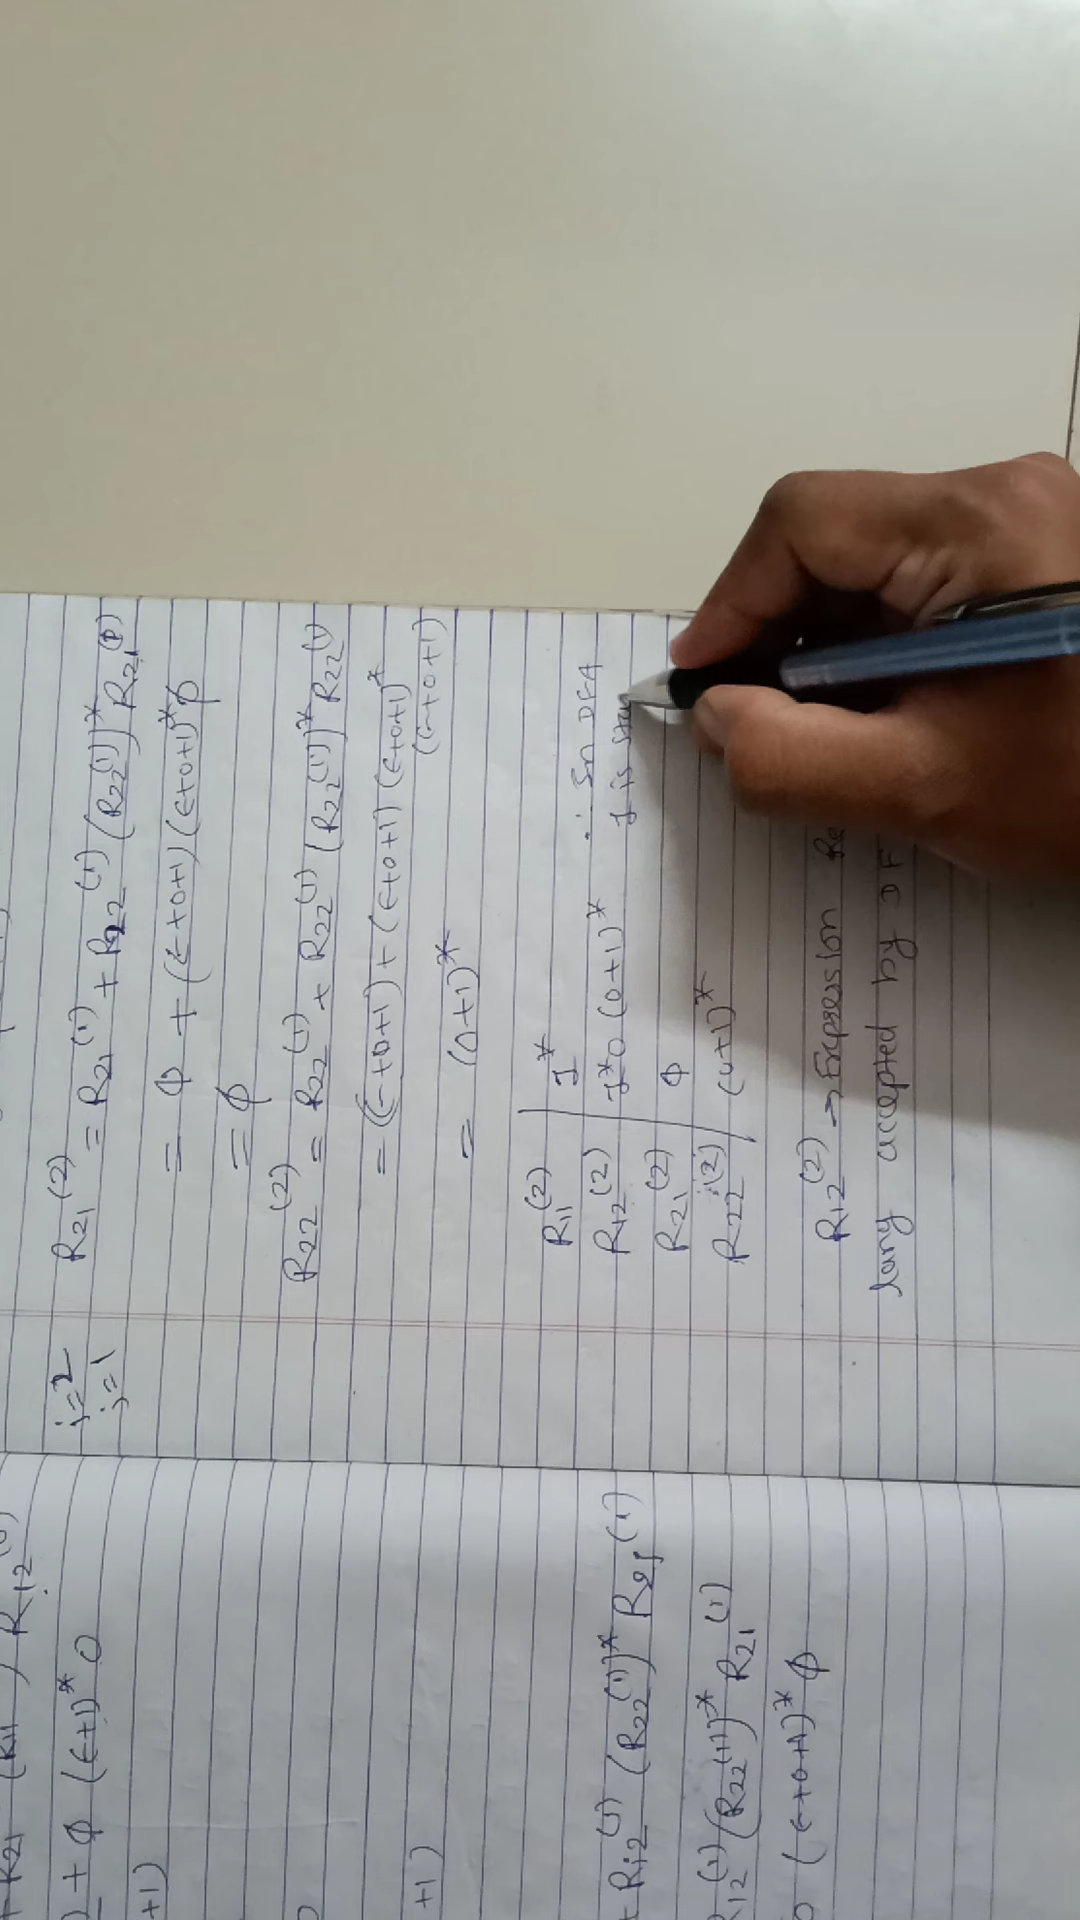 i=2
j=1
R21^(2) = R21^(1) + R22^(1) (R22^(1))* R21^(1)
= ϕ + (ϵ+0+1)(ϵ+0+1)* ϕ
= ϕ
R22^(2) = R22^(1) + R22^(1) (R22^(1))* R22^(1)
= (ϵ+0+1) + (ϵ+0+1) (ϵ+0+1)*
(ϵ+0+1)
= (0+1)*
R11^(2) | 1*
R12^(2) | 1*0(0+1)* ∴ In DFA
R21^(2) | ϕ 1 is
R22^(2) | (0+1)*
R12^(2) → Expression
lang accepted by DF
R12
+ ϕ (ϵ+1)* 0
+1)
+1)
+ R12^(1) (R22^(1))* R21^(1)
(R22^(1))* R21^(1)
(ϵ+0+1)* ϕ